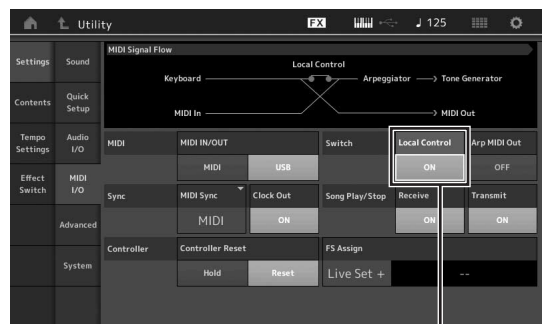 Utility
FX
♩ 125
MIDI Signal Flow
Local Control
Keyboard
Arpeggiator
Tone Generator
MIDI In
MIDI Out
Settings
Sound
Contents
Quick Setup
Tempo Settings
Audio I/O
Effect Switch
MIDI I/O
Advanced
System
MIDI
MIDI IN/OUT
MIDI
USB
Switch
Local Control
ON
Arp MIDI Out
OFF
Sync
MIDI Sync
MIDI
Clock Out
ON
Song Play/Stop
Receive
ON
Transmit
ON
Controller
Controller Reset
Hold
Reset
FS Assign
Live Set +
--